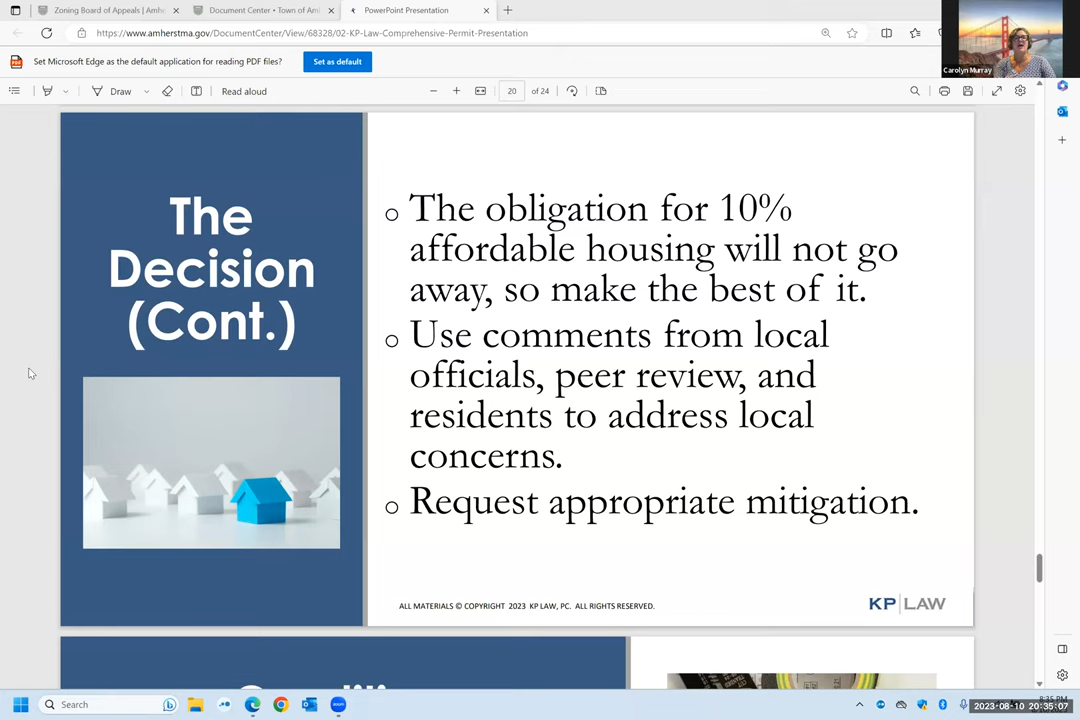 Zoning Board of Appeals | Amhe
Document Center • Town of Am
PowerPoint Presentation
https://www.amherstma.gov/DocumentCenter/View/68328/02-KP-Law-Comprehensive-Permit-Presentation
Carolyn Murray
Set Microsoft Edge as the default application for reading PDF files?
Set as default
Draw
Read aloud
20
of 24
The
Decision
(Cont.)
The obligation for 10%
affordable housing will not go
away, so make the best of it.
Use comments from local
officials, peer review, and
residents to address local
concerns.
Request appropriate mitigation.
ALL MATERIALS © COPYRIGHT 2023 KP LAW, PC. ALL RIGHTS RESERVED.
KP | LAW
Search
zoom
8:35 PM
2023-08-10 20:35:07